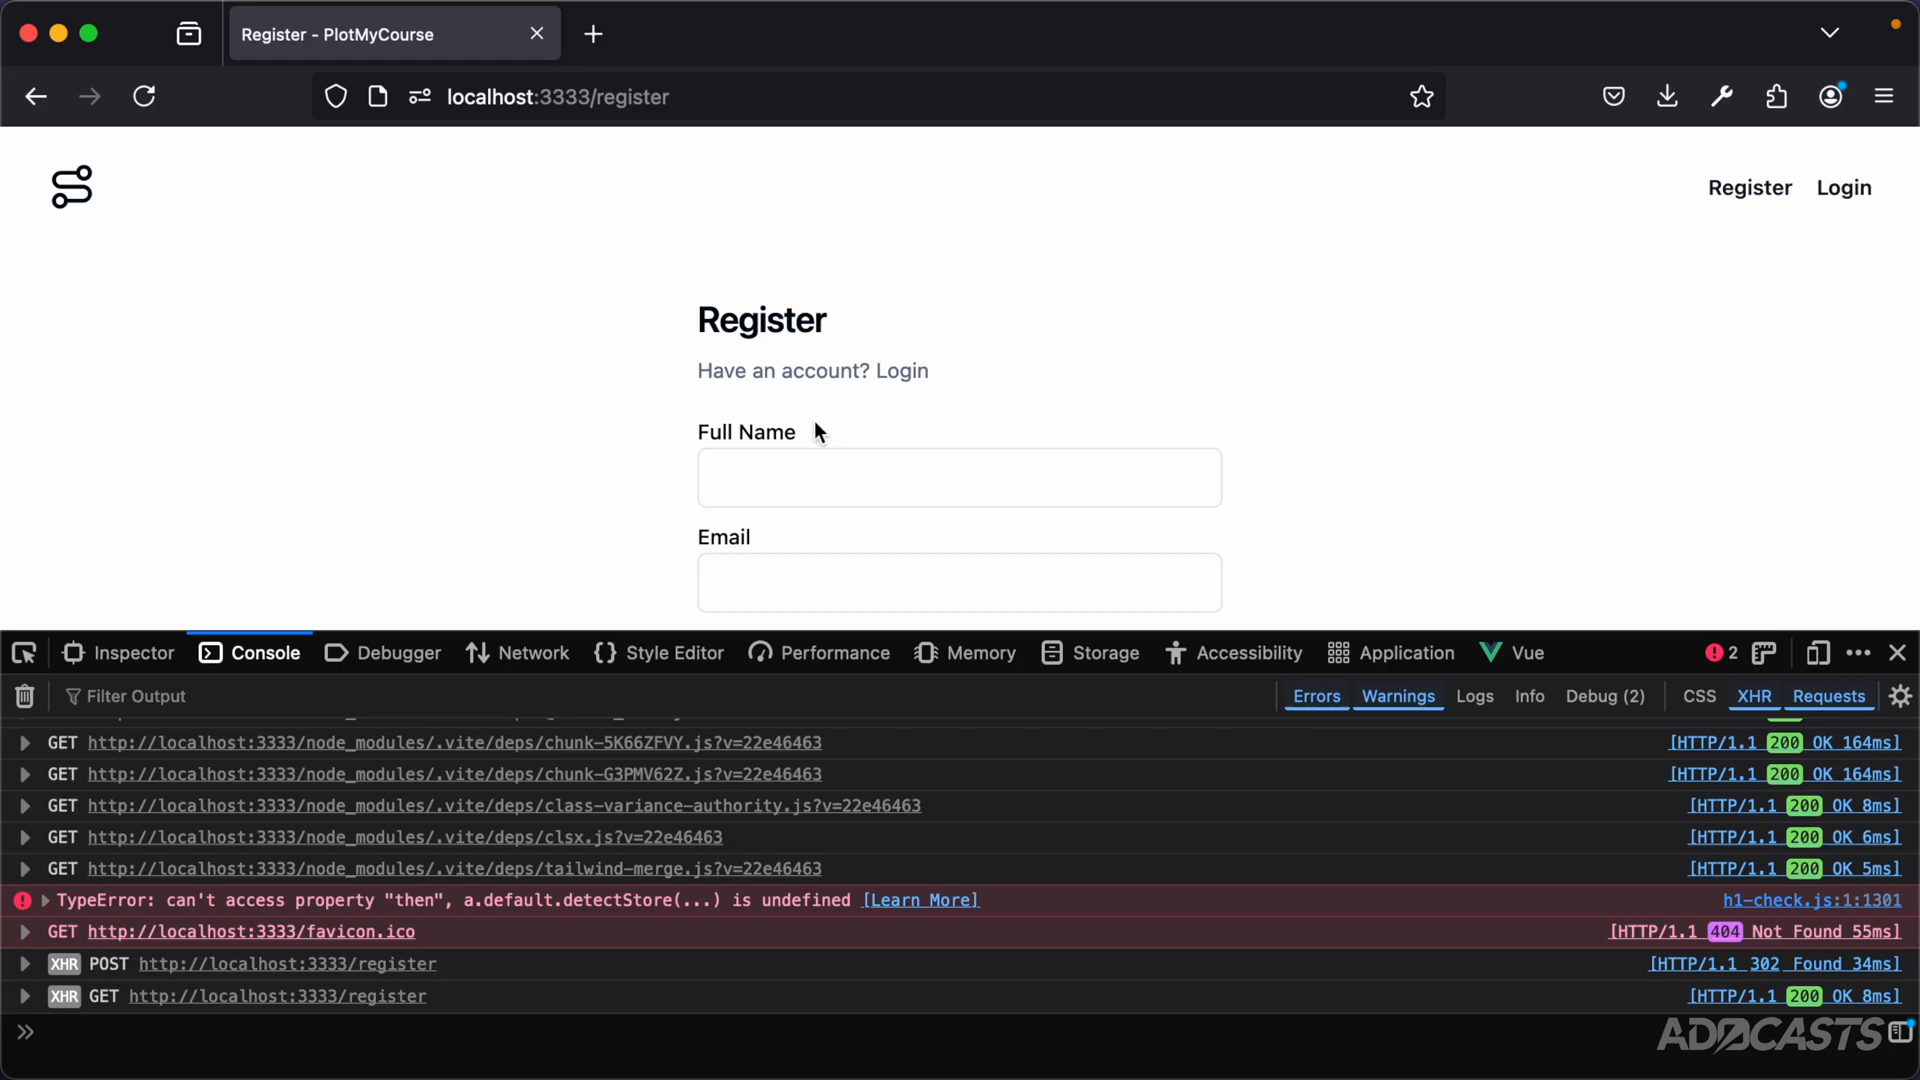 Register - PlotMyCourse
localhost:3333/register
Register Login
Register
Have an account? Login
Full Name
Email
Inspector Console Debugger Network Style Editor Performance Memory Storage Accessibility Application Vue 2
Filter Output Errors Warnings Logs Info Debug (2) CSS XHR Requests
GET http://localhost:3333/node_modules/.vite/deps/chunk-5K66ZFVY.js?v=22e46463 [HTTP/1.1 200 OK 164ms]
GET http://localhost:3333/node_modules/.vite/deps/chunk-G3PMV62Z.js?v=22e46463 [HTTP/1.1 200 OK 164ms]
GET http://localhost:3333/node_modules/.vite/deps/class-variance-authority.js?v=22e46463 [HTTP/1.1 200 OK 8ms]
GET http://localhost:3333/node_modules/.vite/deps/clsx.js?v=22e46463 [HTTP/1.1 200 OK 6ms]
GET http://localhost:3333/node_modules/.vite/deps/tailwind-merge.js?v=22e46463 [HTTP/1.1 200 OK 5ms]
TypeError: can't access property "then", a.default.detectStore(...) is undefined [Learn More] h1-check.js:1:1301
GET http://localhost:3333/favicon.ico [HTTP/1.1 404 Not Found 55ms]
XHR POST http://localhost:3333/register [HTTP/1.1 302 Found 34ms]
XHR GET http://localhost:3333/register [HTTP/1.1 200 OK 8ms]
ADOCASTS